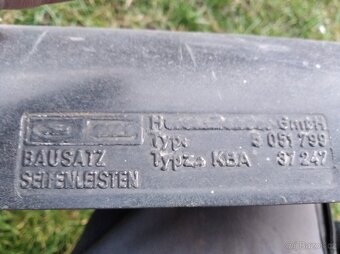 GmbH
Typ: 3 051 799
BAUSATZ Typz. KBA 37 247
SEITENLEISTEN